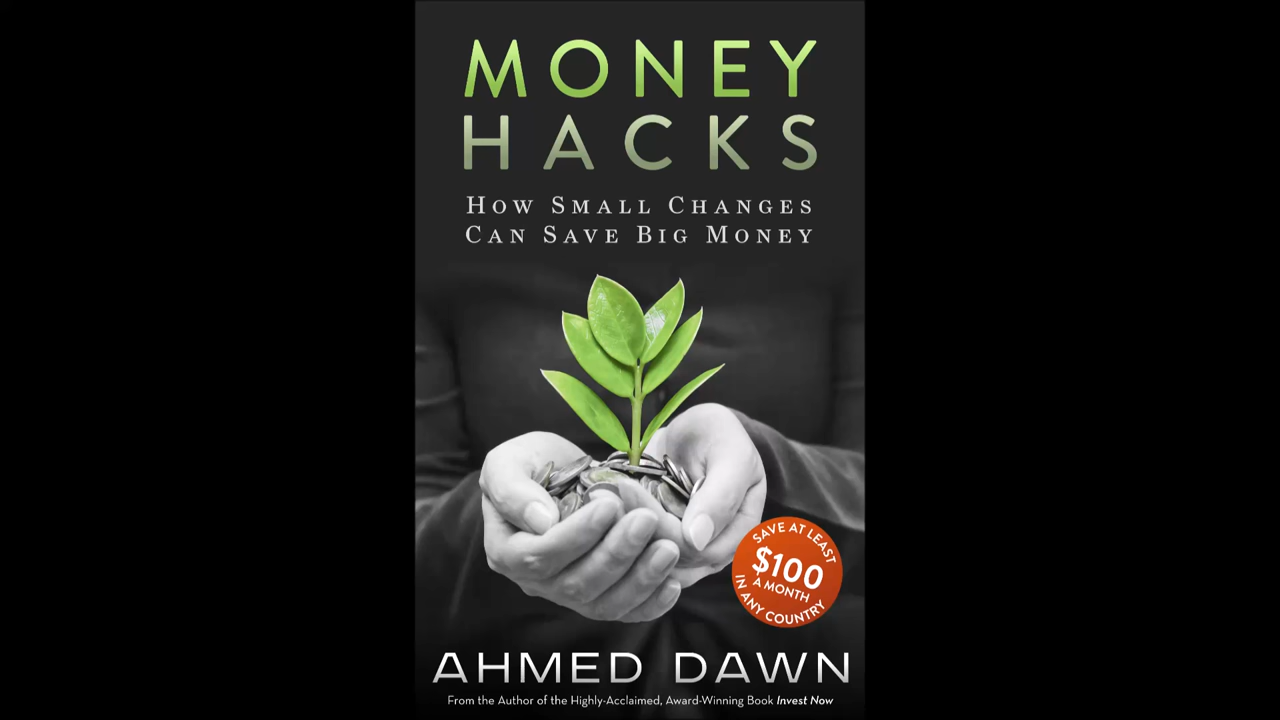 MONEY
HACKS
HOW SMALL CHANGES
CAN SAVE BIG MONEY
SAVE AT LEAST
$100
A MONTH
IN ANY COUNTRY
AHMED DAWN
From the Author of the Highly-Acclaimed, Award-Winning Book Invest Now